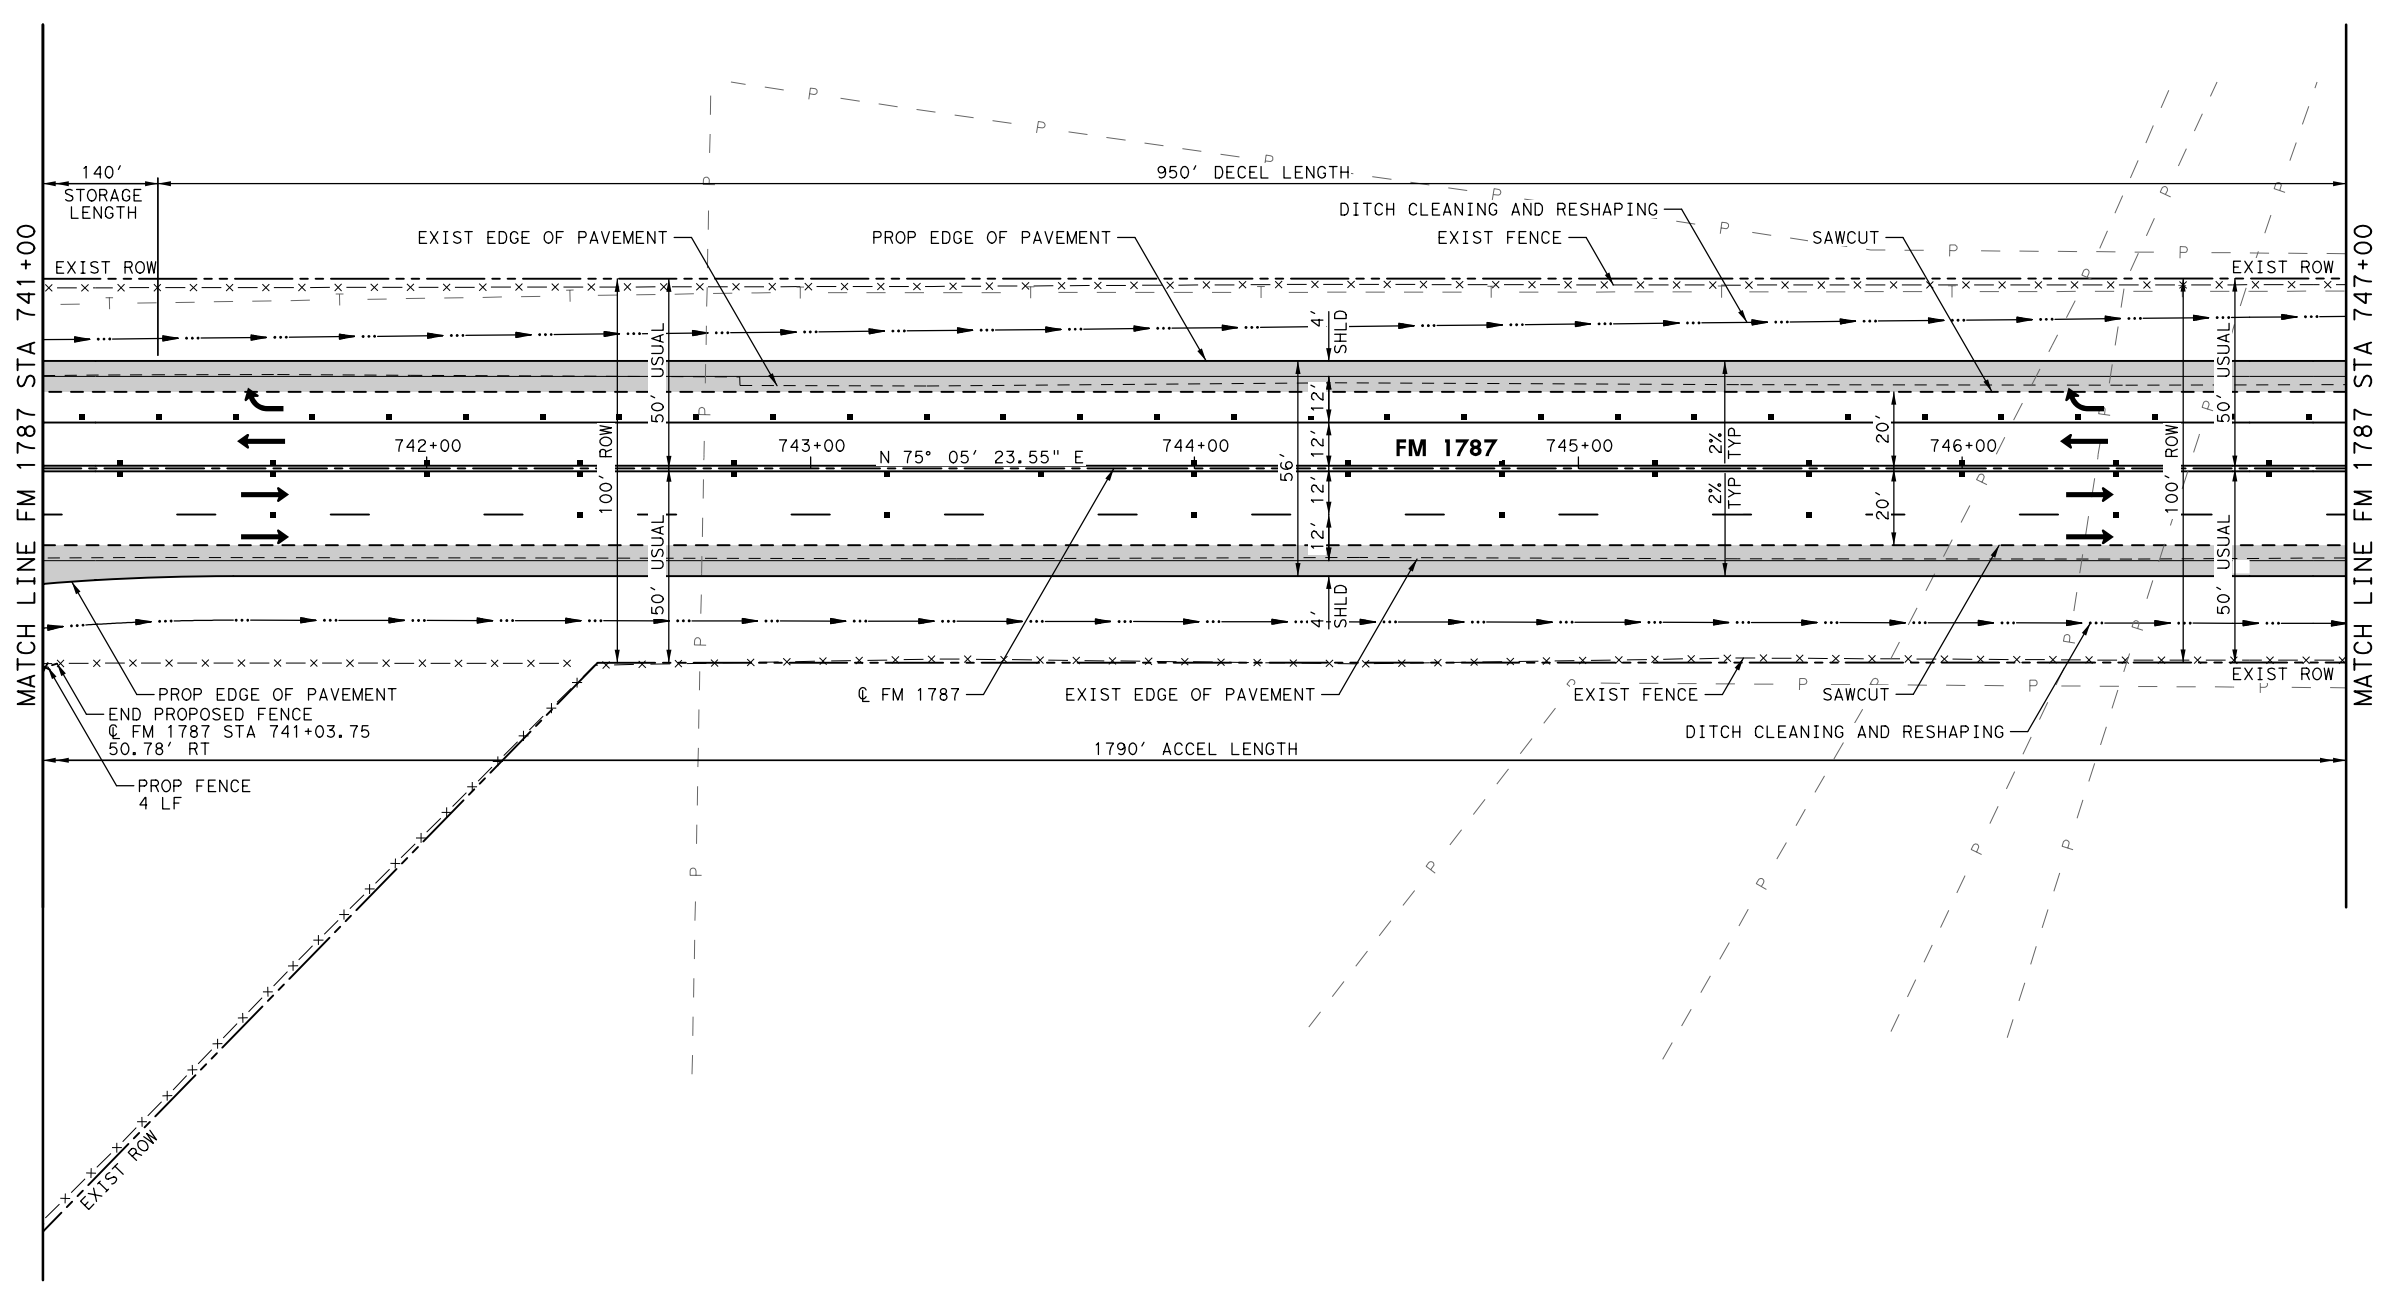 140'
STORAGE
LENGTH
950' DECEL LENGTH
DITCH CLEANING AND RESHAPING
EXIST EDGE OF PAVEMENT
PROP EDGE OF PAVEMENT
EXIST FENCE
SAWCUT
EXIST ROW
EXIST ROW
MATCH LINE FM 1787 STA 741+00
MATCH LINE FM 1787 STA 747+00
P
P
P
P
P
P
P
P
P
P
P
T
T
T
T
T
T
T
T
T
4'
SHLD
50' USUAL
50' USUAL
100' ROW
12'
12'
12'
12'
56'
2%
TYP
2%
TYP
20'
20'
50' USUAL
50' USUAL
100' ROW
742+00
743+00
744+00
FM 1787
745+00
746+00
N 75° 05' 23.55" E
4'
SHLD
P
P
P
P
P
P
P
EXIST ROW
PROP EDGE OF PAVEMENT
℄ FM 1787
EXIST EDGE OF PAVEMENT
EXIST FENCE
SAWCUT
P
P
P
P
P
END PROPOSED FENCE
℄ FM 1787 STA 741+03.75
50.78' RT
DITCH CLEANING AND RESHAPING
1790' ACCEL LENGTH
PROP FENCE
4 LF
P
P
P
P
P
EXIST ROW